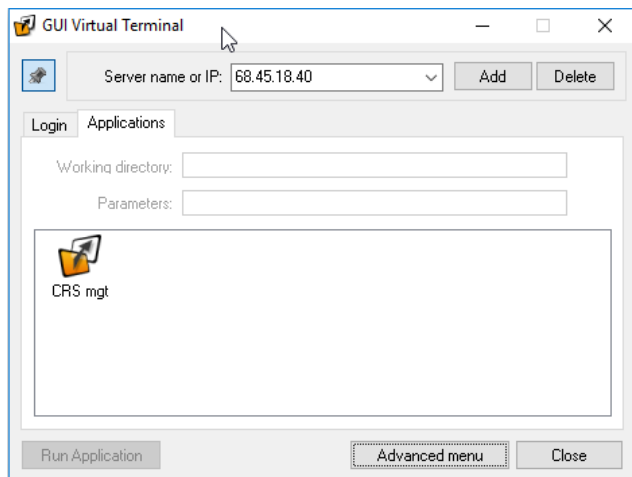 GUI Virtual Terminal
Server name or IP: 68.45.18.40 Add Delete
Login Applications
Working directory:
Parameters:
CRS mgt
Run Application Advanced menu Close